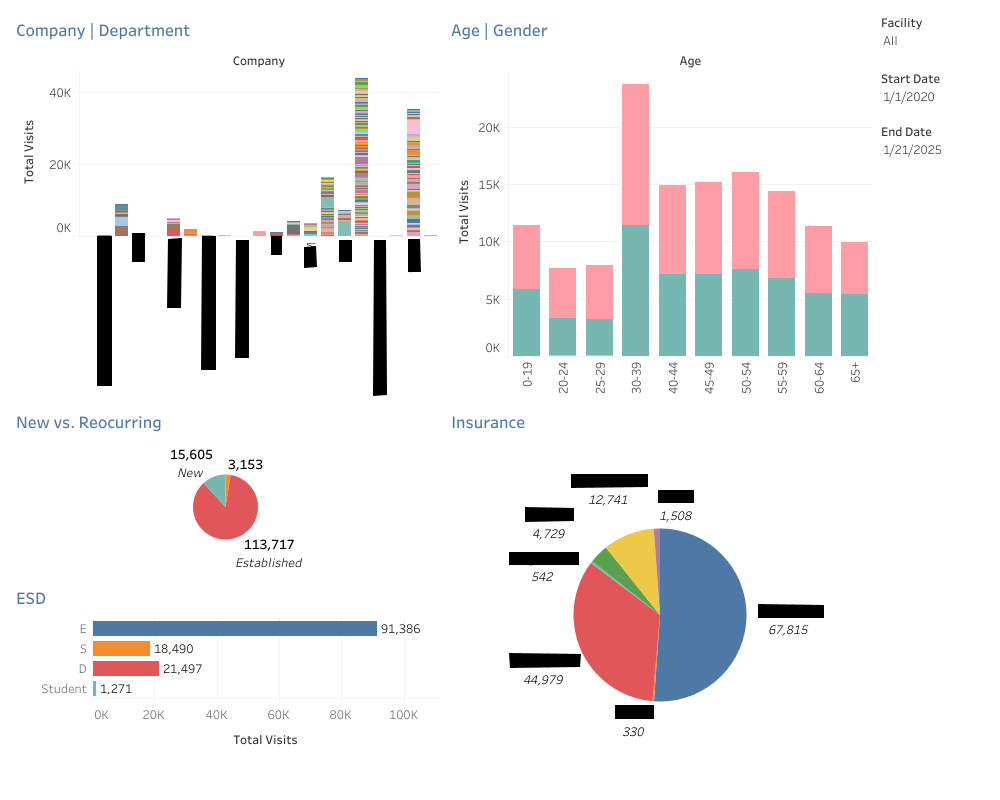 Company | Department
Company
Total Visits
40K
20K
0K
Age | Gender
Age
Total Visits
20K
15K
10K
5K
0K
0-19
20-24
25-29
30-39
40-44
45-49
50-54
55-59
60-64
65+
Facility
All
Start Date
1/1/2020
End Date
1/21/2025
New vs. Reocurring
15,605
New
3,153
113,717
Established
ESD
E
91,386
S
18,490
D
21,497
Student
1,271
0K
20K
40K
60K
80K
100K
Total Visits
Insurance
12,741
1,508
4,729
542
67,815
44,979
330